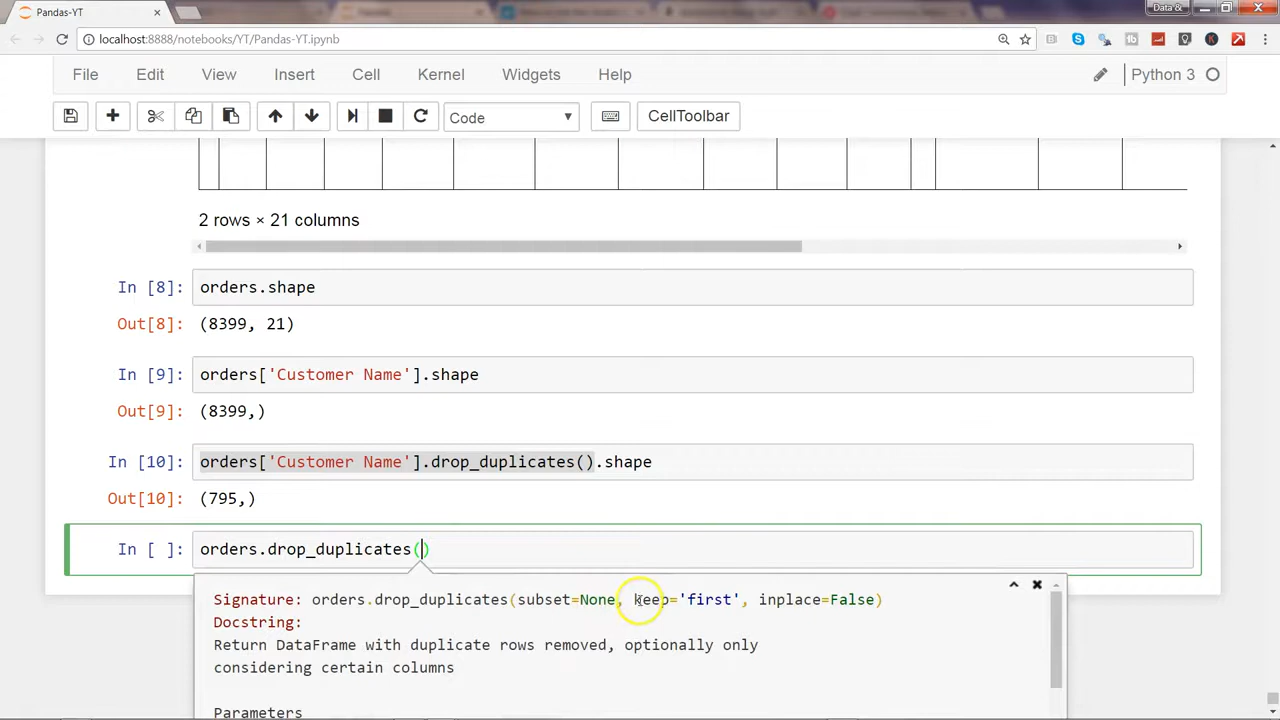 Pandas-YT
Data &
localhost:8888/notebooks/YT/Pandas-YT.ipynb
File Edit View Insert Cell Kernel Widgets Help Python 3
Code CellToolbar
2 rows × 21 columns
In [8]: orders.shape
Out[8]: (8399, 21)
In [9]: orders['Customer Name'].shape
Out[9]: (8399,)
In [10]: orders['Customer Name'].drop_duplicates().shape
Out[10]: (795,)
In [ ]: orders.drop_duplicates()
Signature: orders.drop_duplicates(subset=None, keep='first', inplace=False)
Docstring:
Return DataFrame with duplicate rows removed, optionally only
considering certain columns
Parameters